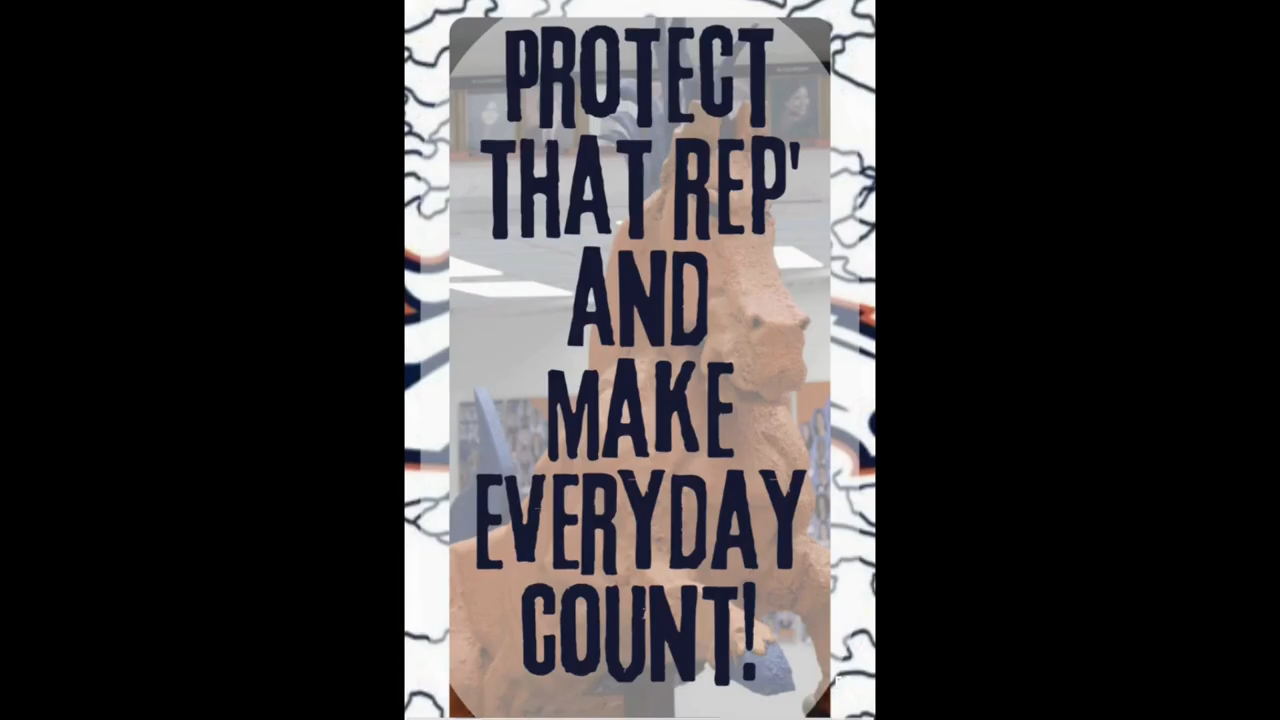 PROTECT
THAT REP'
AND
MAKE
EVERYDAY
COUNT!